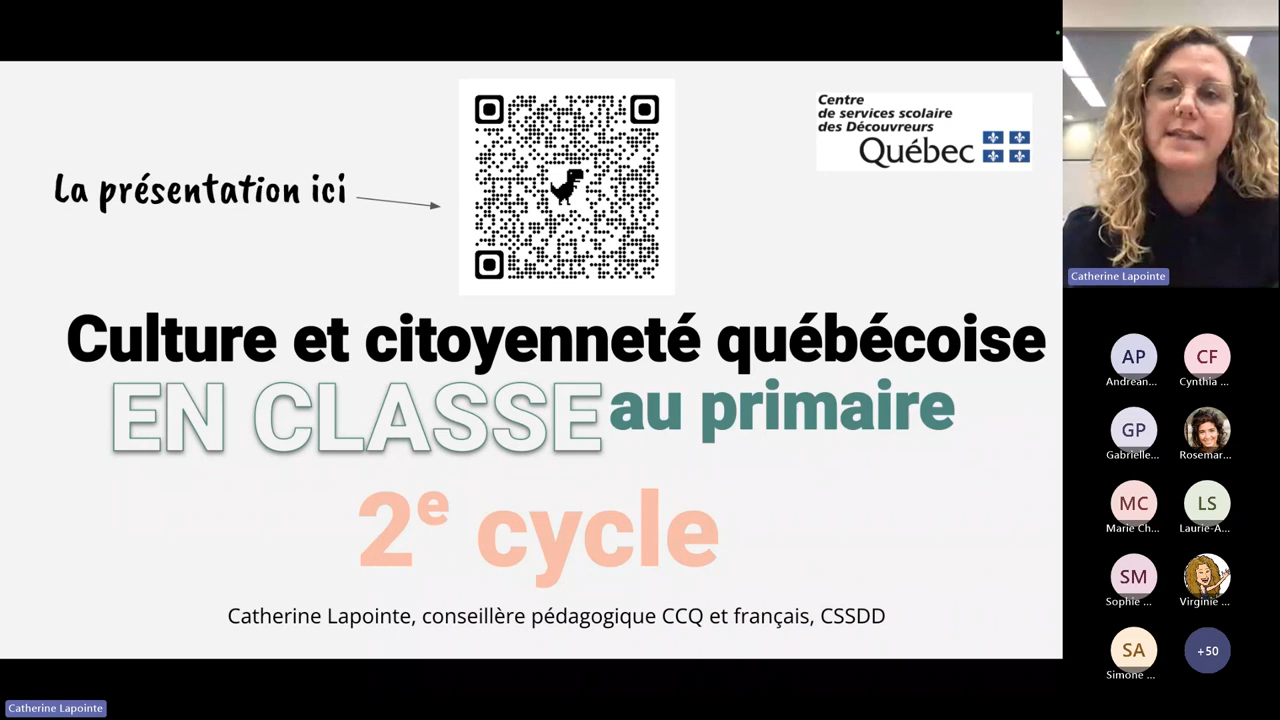 La présentation ici
Centre
de services scolaire
des Découvreurs
Québec
Culture et citoyenneté québécoise
EN CLASSE au primaire
2e cycle
Catherine Lapointe, conseillère pédagogique CCQ et français, CSSDD
Catherine Lapointe
Catherine Lapointe
AP
CF
Andrean...
Cynthia ...
GP
Gabrielle...
Rosemar...
MC
LS
Marie Ch...
Laurie-A...
SM
Sophie ...
Virginie ...
SA
+50
Simone ...